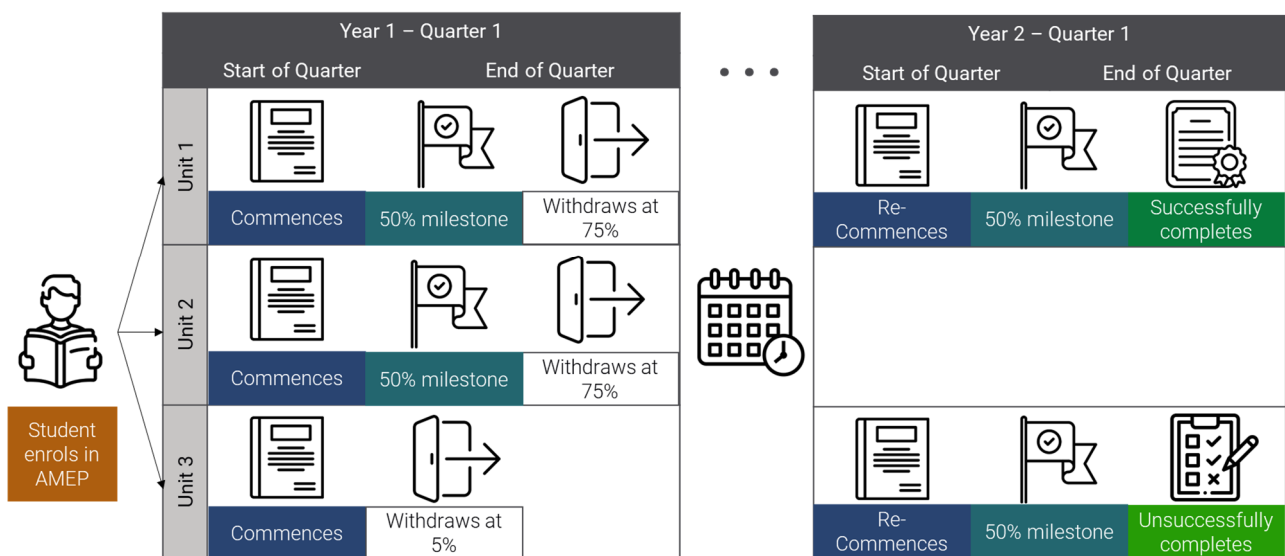 Year 1 – Quarter 1
Start of Quarter
End of Quarter
Year 2 – Quarter 1
Start of Quarter
End of Quarter
• • •
Unit 1
Commences
50% milestone
Withdraws at
75%
Re-
Commences
50% milestone
Successfully
completes
Unit 2
Commences
50% milestone
Withdraws at
75%
Student
enrols in
AMEP
Unit 3
Commences
Withdraws at
5%
Re-
Commences
50% milestone
Unsuccessfully
completes